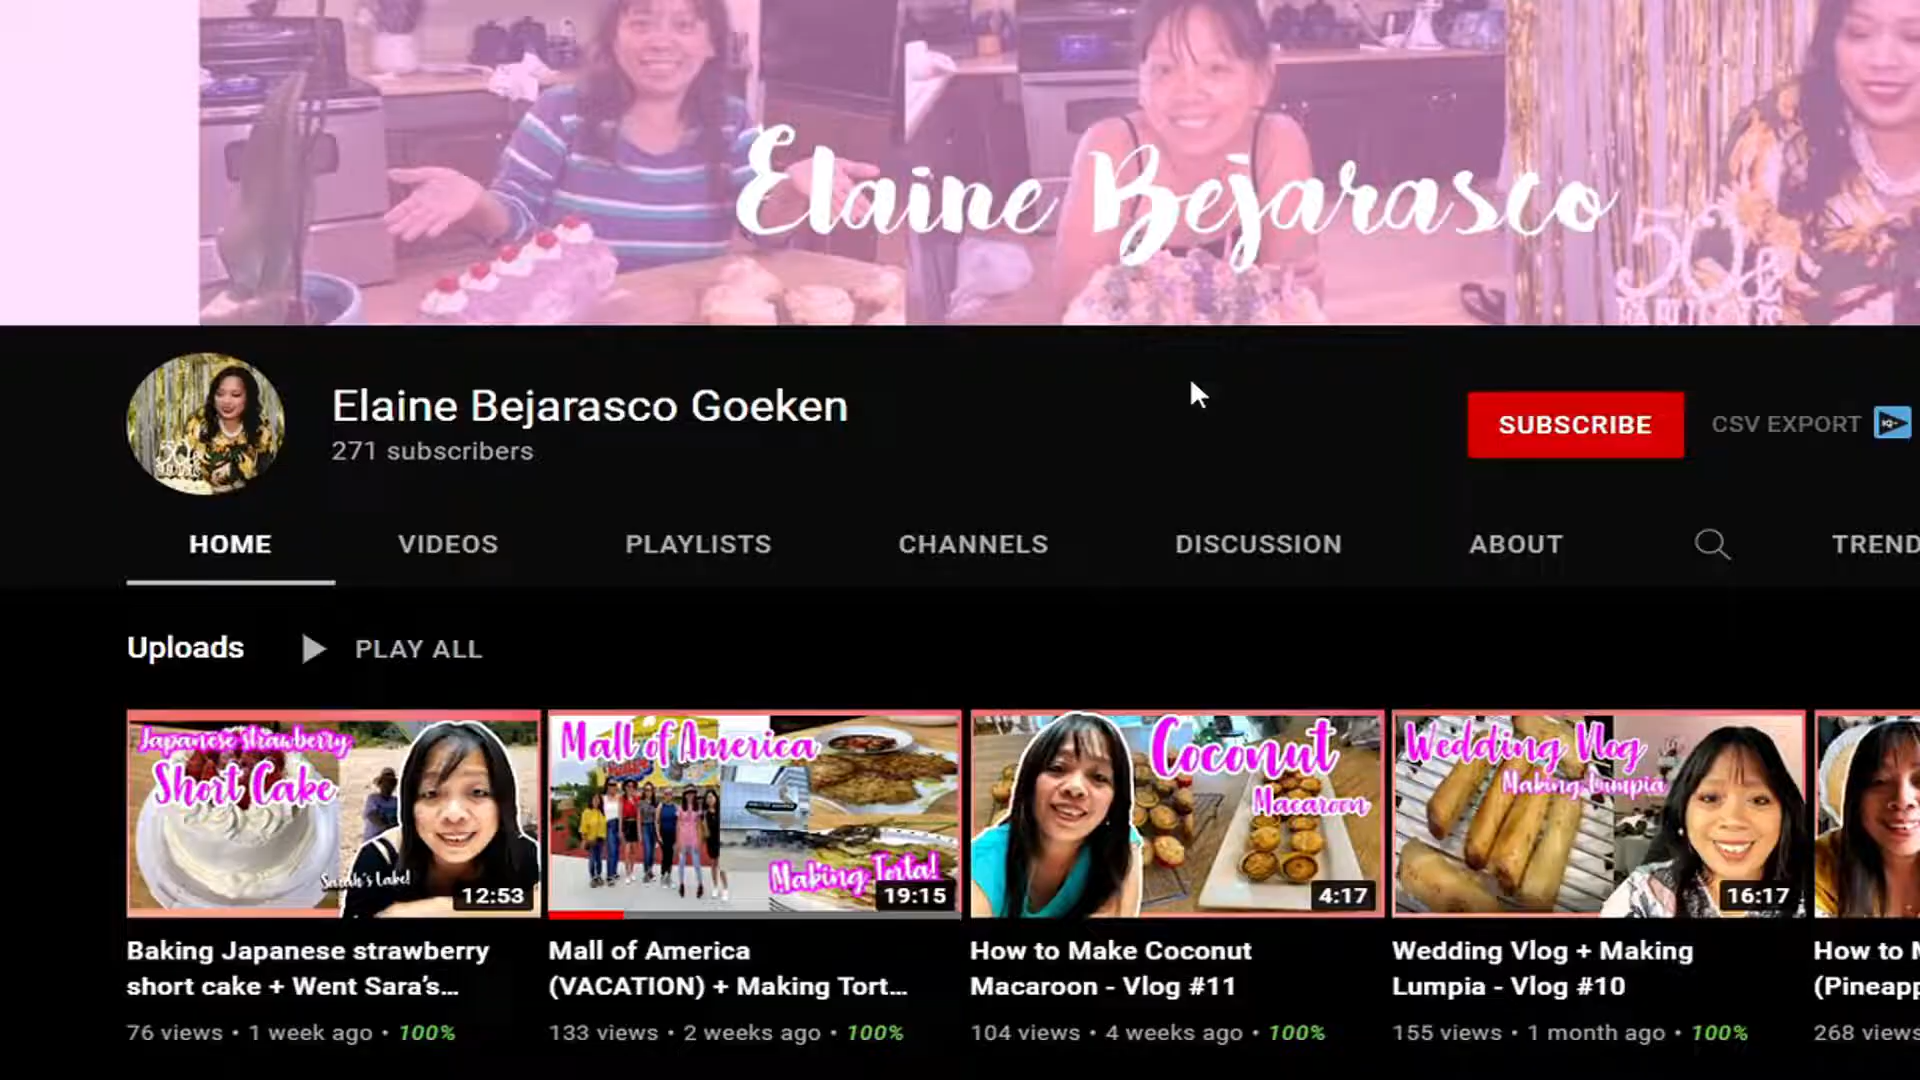 Elaine Bejarasco
50 &
FABULOUS
Elaine Bejarasco Goeken
271 subscribers
SUBSCRIBE
CSV EXPORT
HOME
VIDEOS
PLAYLISTS
CHANNELS
DISCUSSION
ABOUT
TREND
Uploads
PLAY ALL
Japanese strawberry
Short Cake
Sarah's Lake!
12:53
Mall of America
Making Torta!
19:15
Coconut
Macaroon
4:17
Wedding Vlog
Making Lumpia
16:17
Baking Japanese strawberry
short cake + Went Sara's...
76 views • 1 week ago • 100%
Mall of America
(VACATION) + Making Tort...
133 views • 2 weeks ago • 100%
How to Make Coconut
Macaroon - Vlog #11
104 views • 4 weeks ago • 100%
Wedding Vlog + Making
Lumpia - Vlog #10
155 views • 1 month ago • 100%
How to M
(Pineapp
268 views